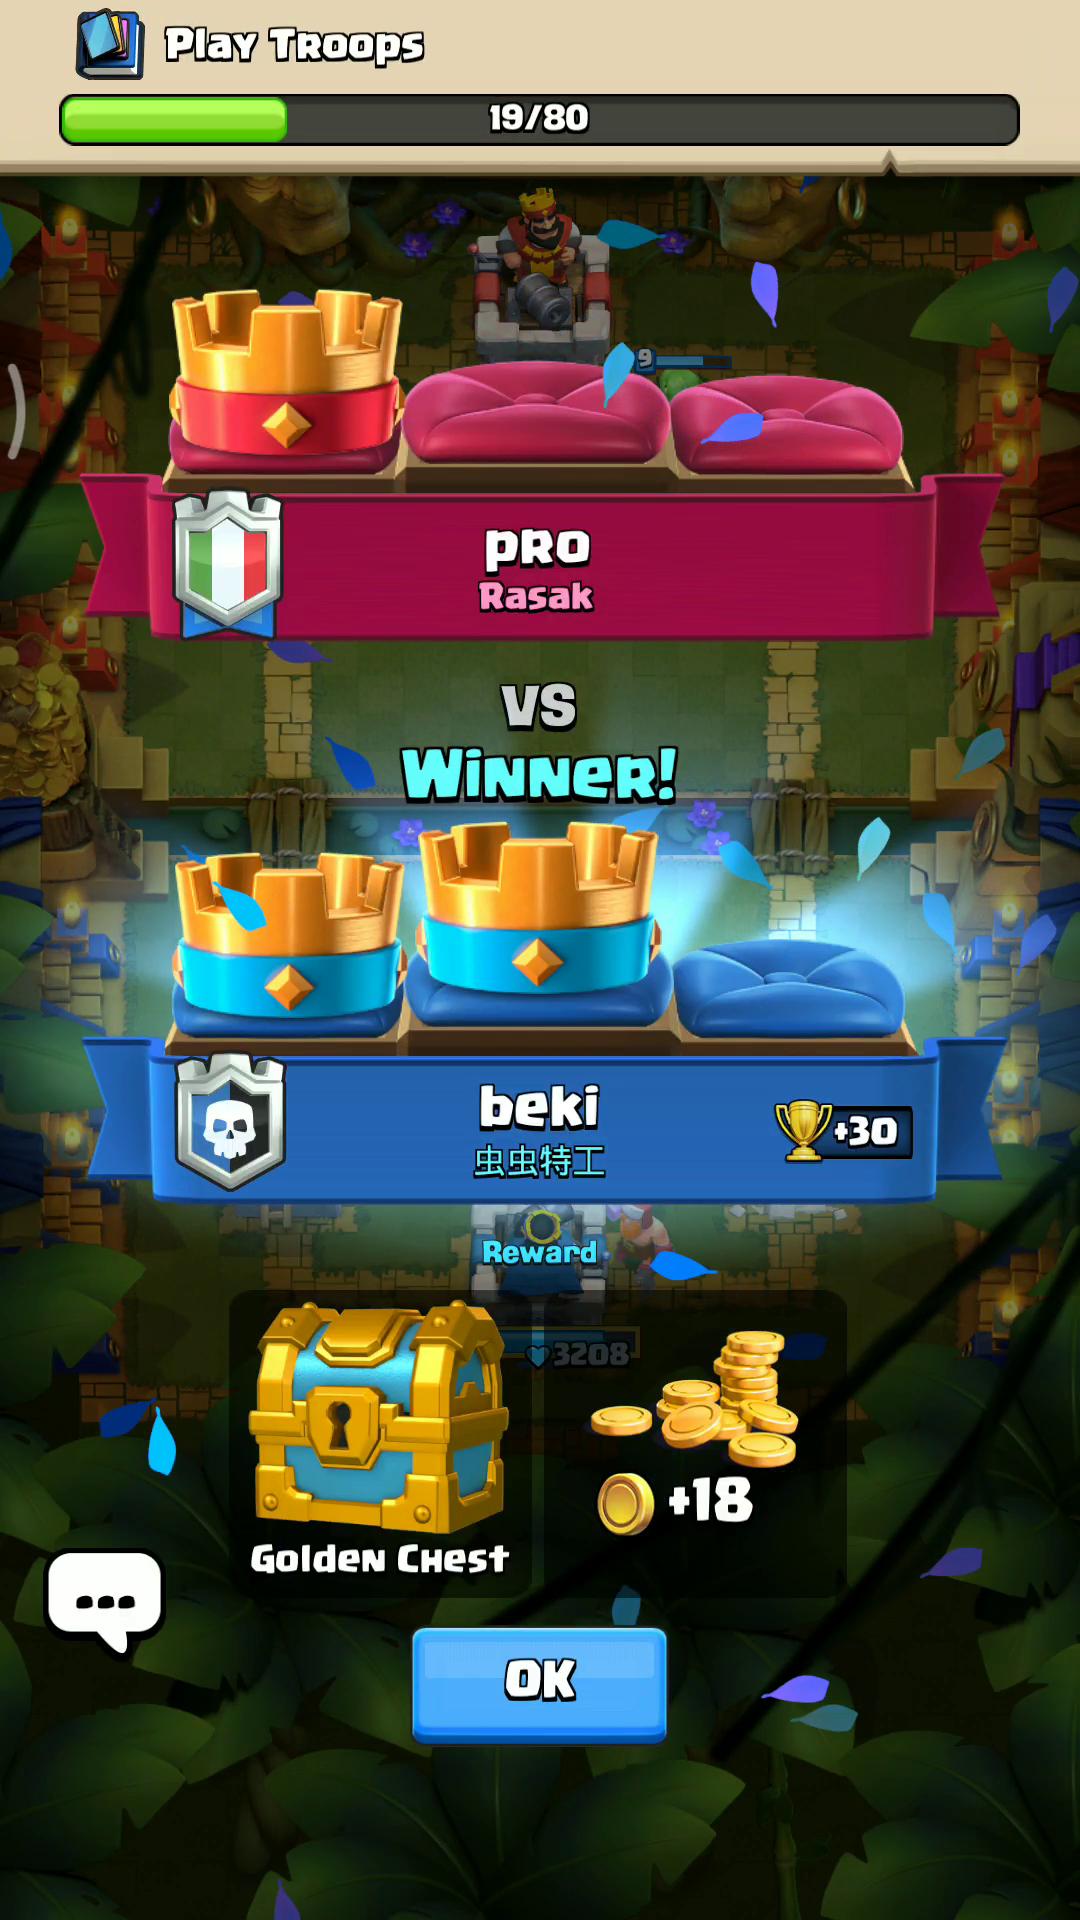 Play Troops
19/80
9
pro
Rasak
VS
Winner!
beki
虫虫特工
+30
Reward
3208
+18
Golden Chest
OK